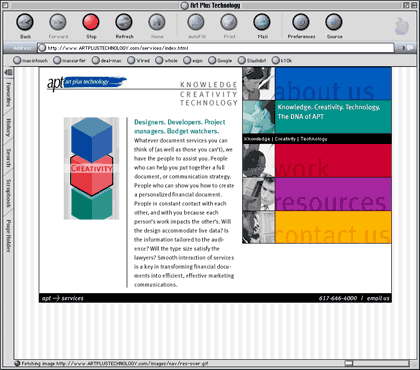 Art Plus Technology
Back
Forward
Stop
Refresh
Home
AutoFill
Print
Mail
Preferences
Source
Address:
http://www.ARTPLUSTECHNOLOGY.com/services/index.html
macintouch
macsurfer
deal-mac
Wired
whole
espn
Google
Slashdot
k10k
Favorites
History
Search
Scrapbook
Page Holder
apt art plus technology
KNOWLEDGE
CREATIVITY
TECHNOLOGY
about us
Knowledge. Creativity. Technology.
The DNA of APT
Knowledge | Creativity | Technology
work
resources
contact us
CREATIVITY
Designers. Developers. Project
managers. Budget watchers.
Whatever document services you can
think of (as well as those you can't), we
have the people to assist you. People
who can help you put together a full
document, or communication strategy.
People who can show you how to create
a personalized financial document.
People in constant contact with each
other, and with you because each
person's work impacts the other's. Will
the design accommodate live data? Is
the information tailored to the audi-
ence? Will the type size satisfy the
lawyers? Smooth interaction of services
is a key in transforming financial docu-
ments into efficient, effective marketing
communications.
apt -> services
617-646-4000 / email us
Fetching image http://www.ARTPLUSTECHNOLOGY.com/images/nav/res-over.gif